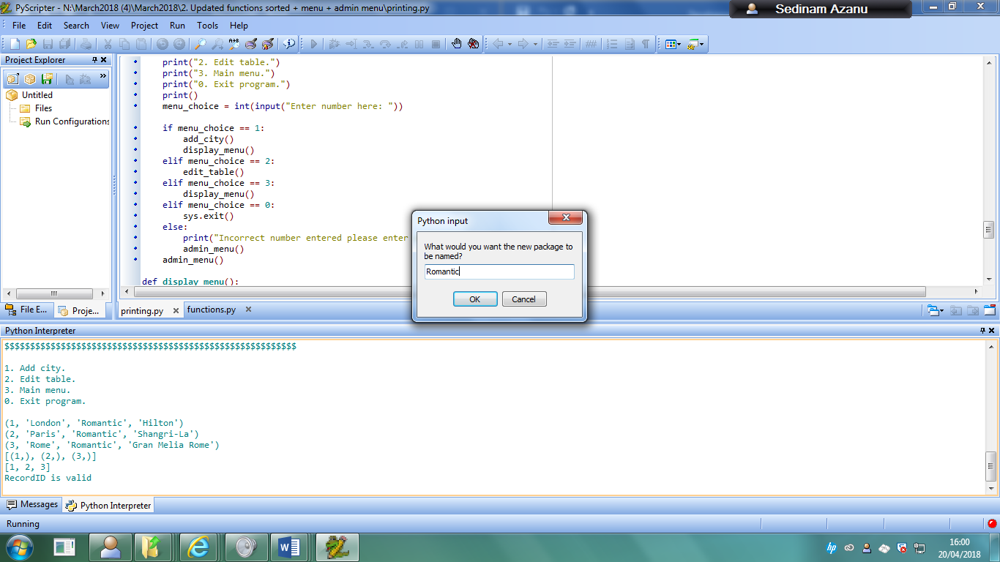 PyScripter - N:\March2018 (4)\March2018\2. Updated functions sorted + menu + admin menu\printing.py
Sedinam Azanu
File Edit Search View Project Run Tools Help
Project Explorer
Untitled
Files
Run Configurations
print("2. Edit table.")
print("3. Main menu.")
print("0. Exit program.")
print()
menu_choice = int(input("Enter number here: "))
if menu_choice == 1:
add_city()
display_menu()
elif menu_choice == 2:
edit_table()
elif menu_choice == 3:
display_menu()
elif menu_choice == 0:
sys.exit()
else:
print("Incorrect number entered please enter
admin_menu()
admin_menu()
def display_menu():
Python input
What would you want the new package to
be named?
Romantic
OK Cancel
File E... Proje...
printing.py functions.py
Python Interpreter
$$$$$$$$$$$$$$$$$$$$$$$$$$$$$$$$$$$$$$$$$$$$$$$$$$$$$$$$$
1. Add city.
2. Edit table.
3. Main menu.
0. Exit program.
(1, 'London', 'Romantic', 'Hilton')
(2, 'Paris', 'Romantic', 'Shangri-La')
(3, 'Rome', 'Romantic', 'Gran Melia Rome')
[(1,), (2,), (3,)]
[1, 2, 3]
RecordID is valid
Messages Python Interpreter
Running
16:00
20/04/2018